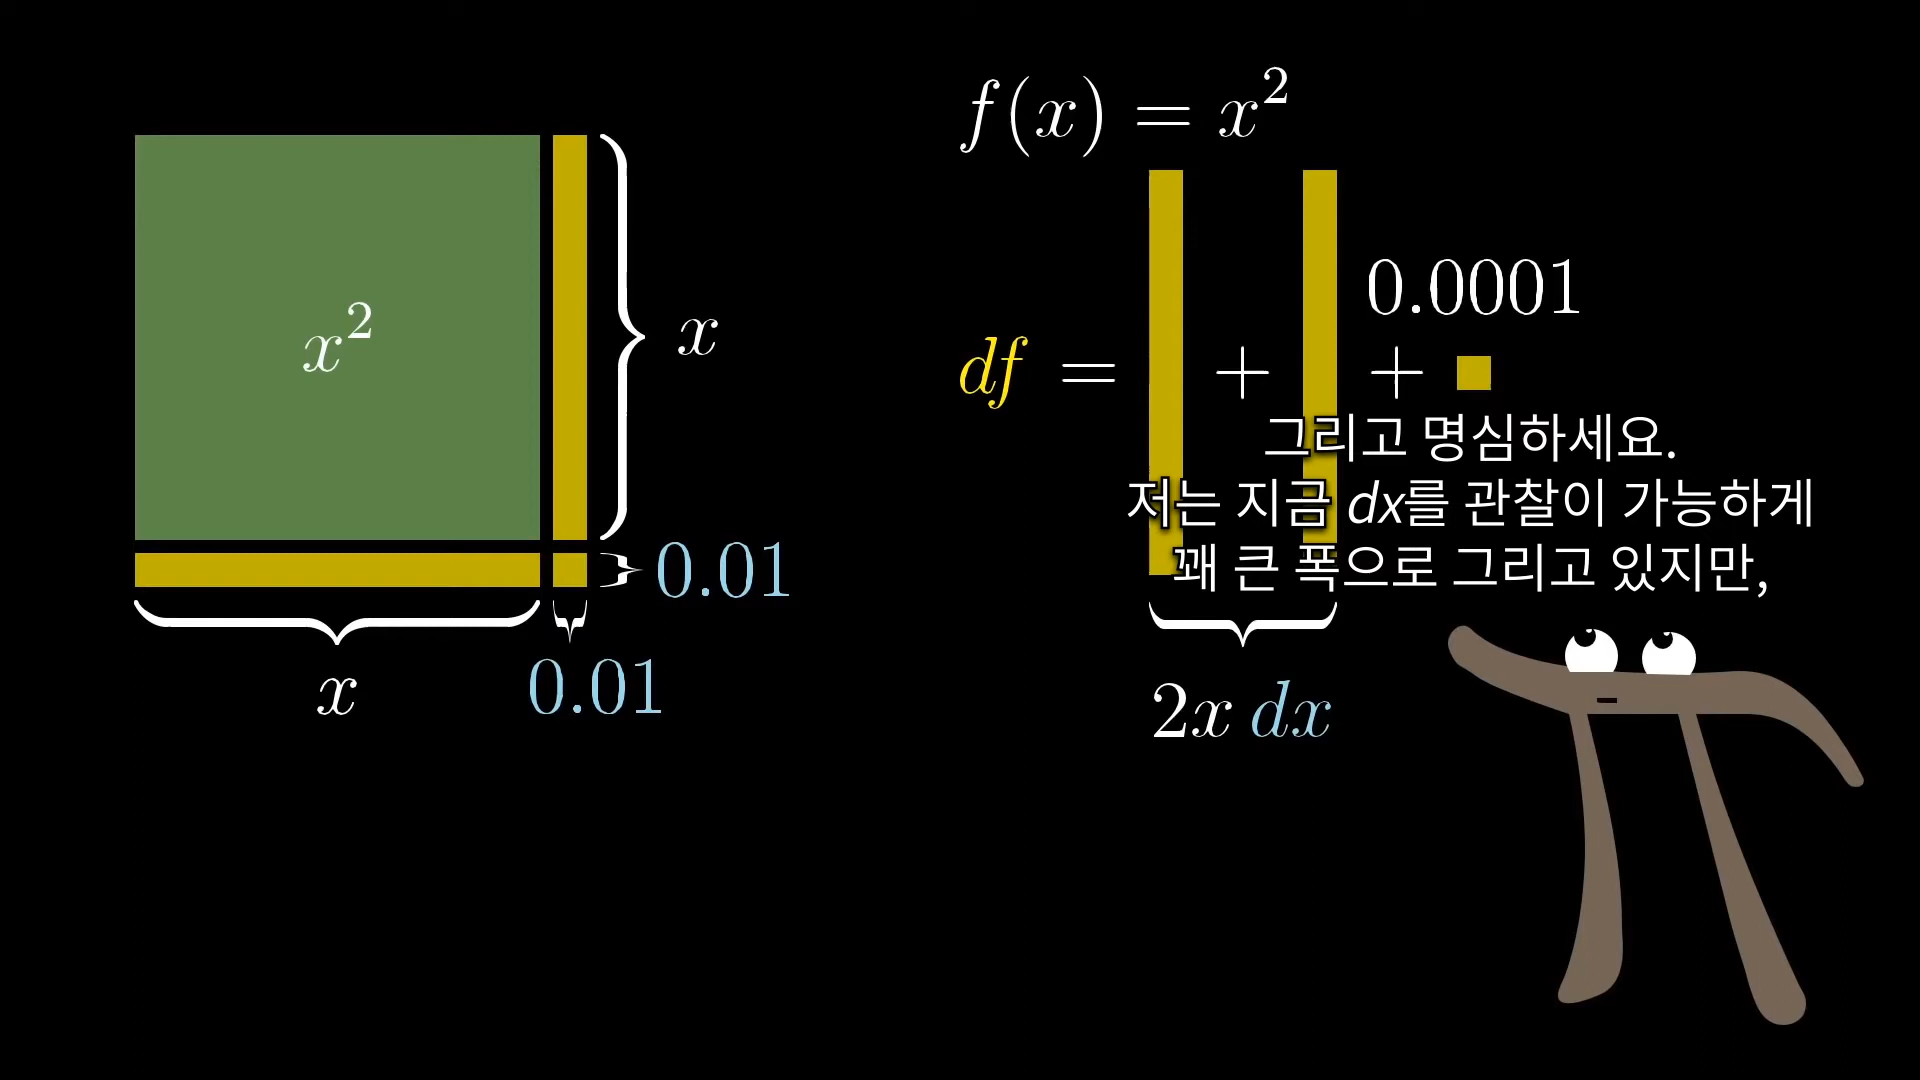 f(x) = x²
x²
x
0.0001
df = + +
그리고 명심하세요.
저는 지금 dx를 관찰이 가능하게
꽤 큰 폭으로 그리고 있지만,
0.01
x
0.01
2x dx